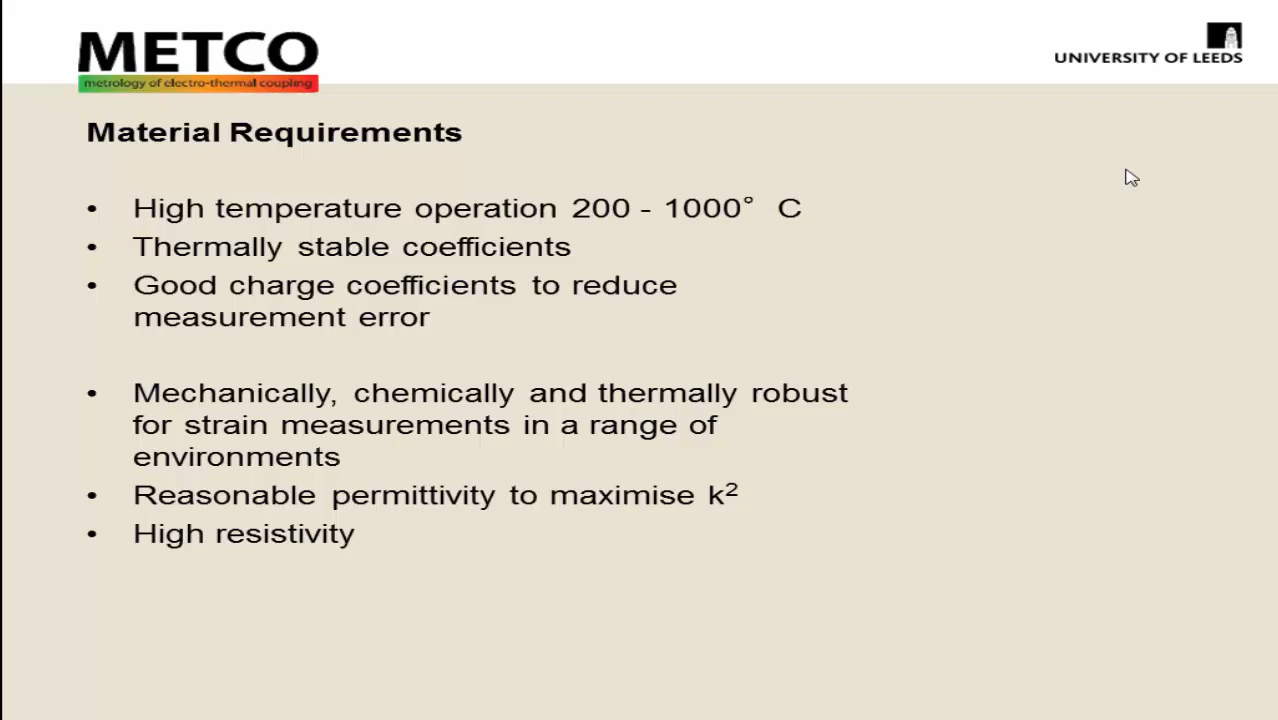 METCO
metrology of electro-thermal coupling
UNIVERSITY OF LEEDS
Material Requirements
• High temperature operation 200 - 1000° C
• Thermally stable coefficients
• Good charge coefficients to reduce
measurement error
• Mechanically, chemically and thermally robust
for strain measurements in a range of
environments
• Reasonable permittivity to maximise k²
• High resistivity